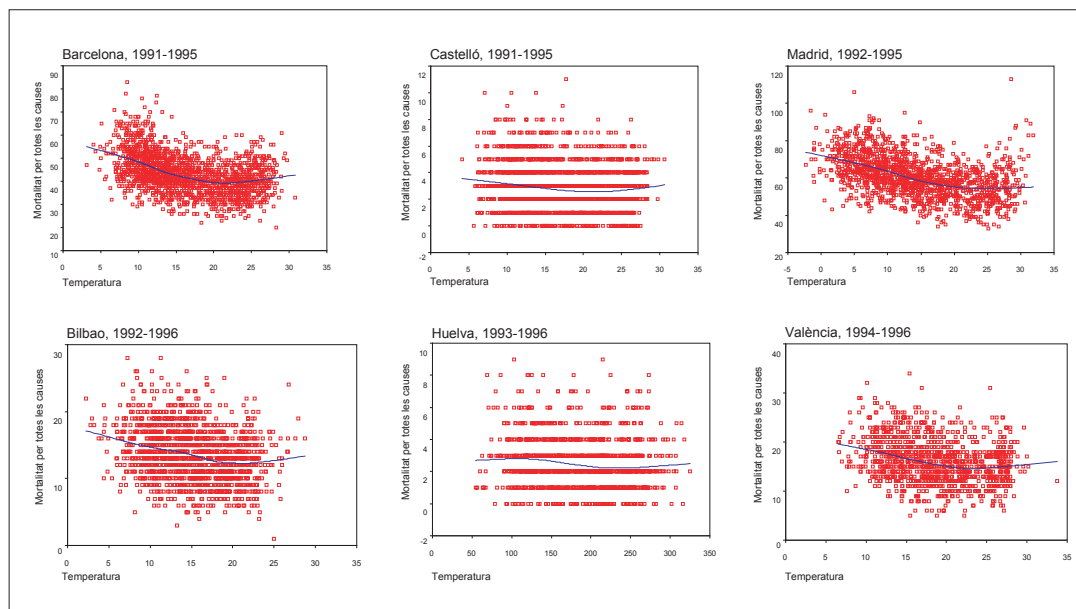 Barcelona, 1991-1995
Mortalitat per totes les causes
90
80
70
60
50
40
30
20
10
0 5 10 15 20 25 30 35
Temperatura
Castelló, 1991-1995
Mortalitat per totes les causes
12
10
8
6
4
2
0
-2
0 5 10 15 20 25 30 35
Temperatura
Madrid, 1992-1995
Mortalitat per totes les causes
120
100
80
60
40
20
-5 0 5 10 15 20 25 30 35
Temperatura
Bilbao, 1992-1996
Mortalitat per totes les causes
30
20
10
0
0 5 10 15 20 25 30 35
Temperatura
Huelva, 1993-1996
Mortalitat per totes les causes
10
8
6
4
2
0
-2
0 50 100 150 200 250 300 350
Temperatura
València, 1994-1996
Mortalitat per totes les causes
40
30
20
10
0
0 5 10 15 20 25 30 35
Temperatura